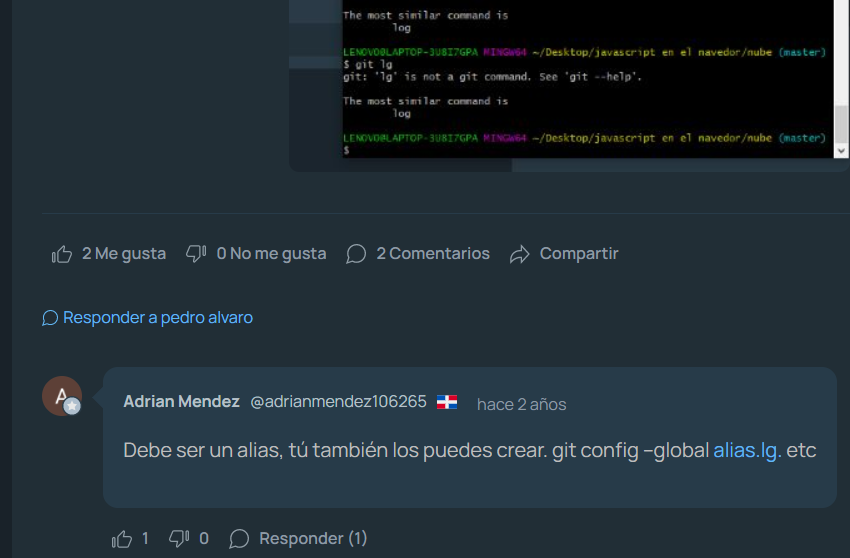 The most similar command is
log
LENOVO@LAPTOP-3U8I7GPA MINGW64 ~/Desktop/javascript en el navedor/nube (master)
$ git lg
git: 'lg' is not a git command. See 'git --help'.
The most similar command is
log
LENOVO@LAPTOP-3U8I7GPA MINGW64 ~/Desktop/javascript en el navedor/nube (master)
$
2 Me gusta 0 No me gusta 2 Comentarios Compartir
Responder a pedro alvaro
A
Adrian Mendez @adrianmendez106265 hace 2 años
Debe ser un alias, tú también los puedes crear. git config –global alias.lg. etc
1 0 Responder (1)